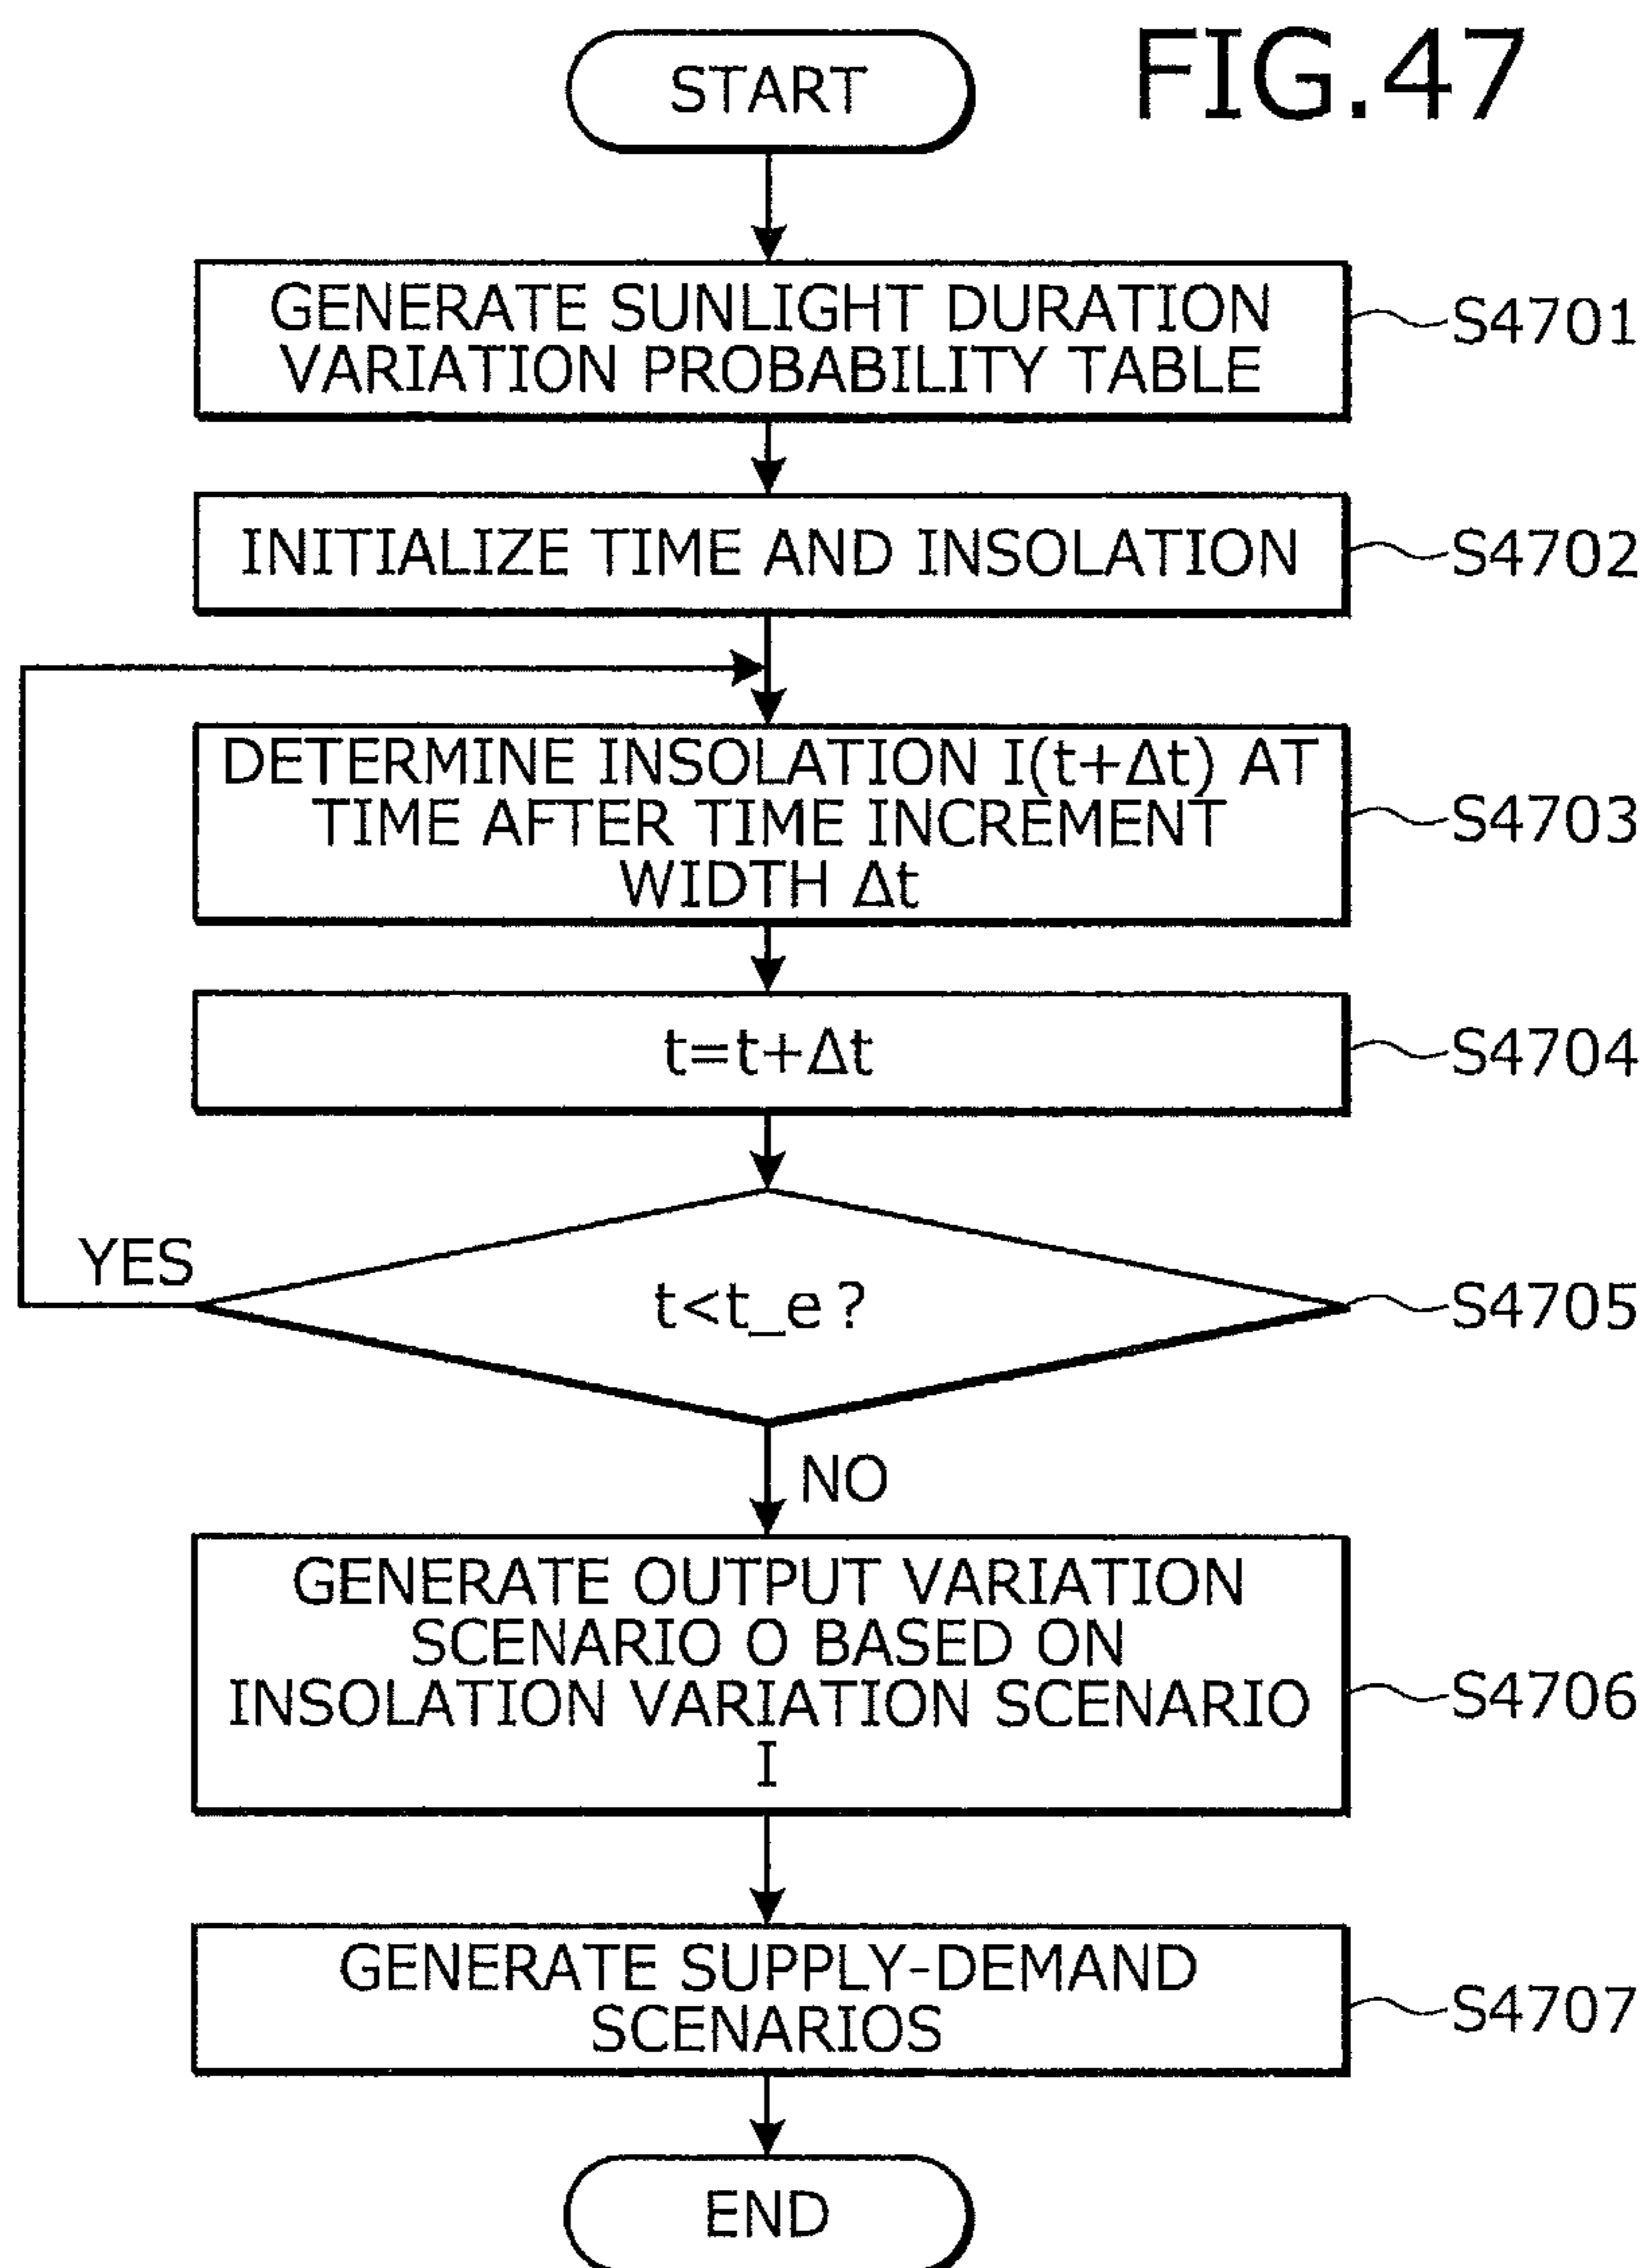 FIG.47
START
GENERATE SUNLIGHT DURATION
VARIATION PROBABILITY TABLE
S4701
INITIALIZE TIME AND INSOLATION
S4702
DETERMINE INSOLATION I(t+Δt) AT
TIME AFTER TIME INCREMENT
WIDTH Δt
S4703
t=t+Δt
S4704
YES
t<t_e ?
S4705
NO
GENERATE OUTPUT VARIATION
SCENARIO O BASED ON
INSOLATION VARIATION SCENARIO
I
S4706
GENERATE SUPPLY-DEMAND
SCENARIOS
S4707
END